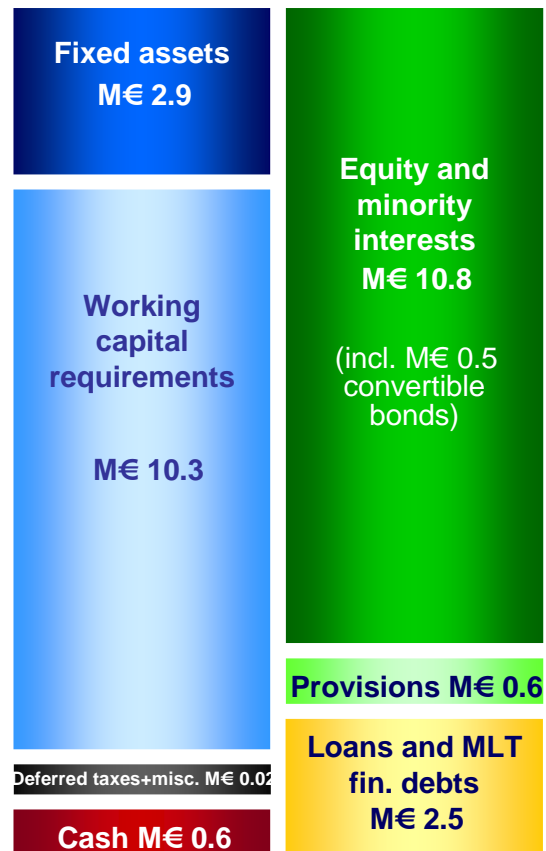 Fixed assets
M€ 2.9
Working
capital
requirements
M€ 10.3
Deferred taxes+misc. M€ 0.02
Cash M€ 0.6
Equity and
minority
interests
M€ 10.8
(incl. M€ 0.5
convertible
bonds)
Provisions M€ 0.6
Loans and MLT
fin. debts
M€ 2.5